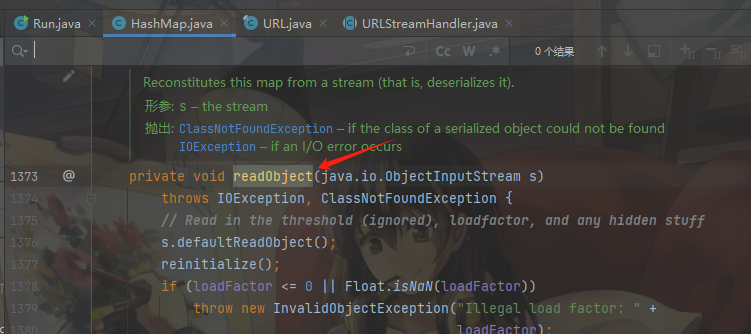 Run.java × HashMap.java × URL.java × URLStreamHandler.java ×
Cc W .* 0 个结果
Reconstitutes this map from a stream (that is, deserializes it).
形参: s – the stream
抛出: ClassNotFoundException – if the class of a serialized object could not be found
IOException – if an I/O error occurs
1373 @ private void readObject(java.io.ObjectInputStream s)
1374 throws IOException, ClassNotFoundException {
1375 // Read in the threshold (ignored), loadfactor, and any hidden stuff
1376 s.defaultReadObject();
1377 reinitialize();
1378 if (loadFactor <= 0 || Float.isNaN(loadFactor))
1379 throw new InvalidObjectException("Illegal load factor: " +
loadFactor);